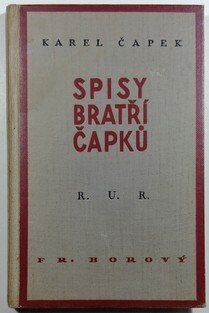 KAREL ČAPEK
SPISY
BRATŘÍ
ČAPKŮ
R. U. R.
FR. BOROVÝ